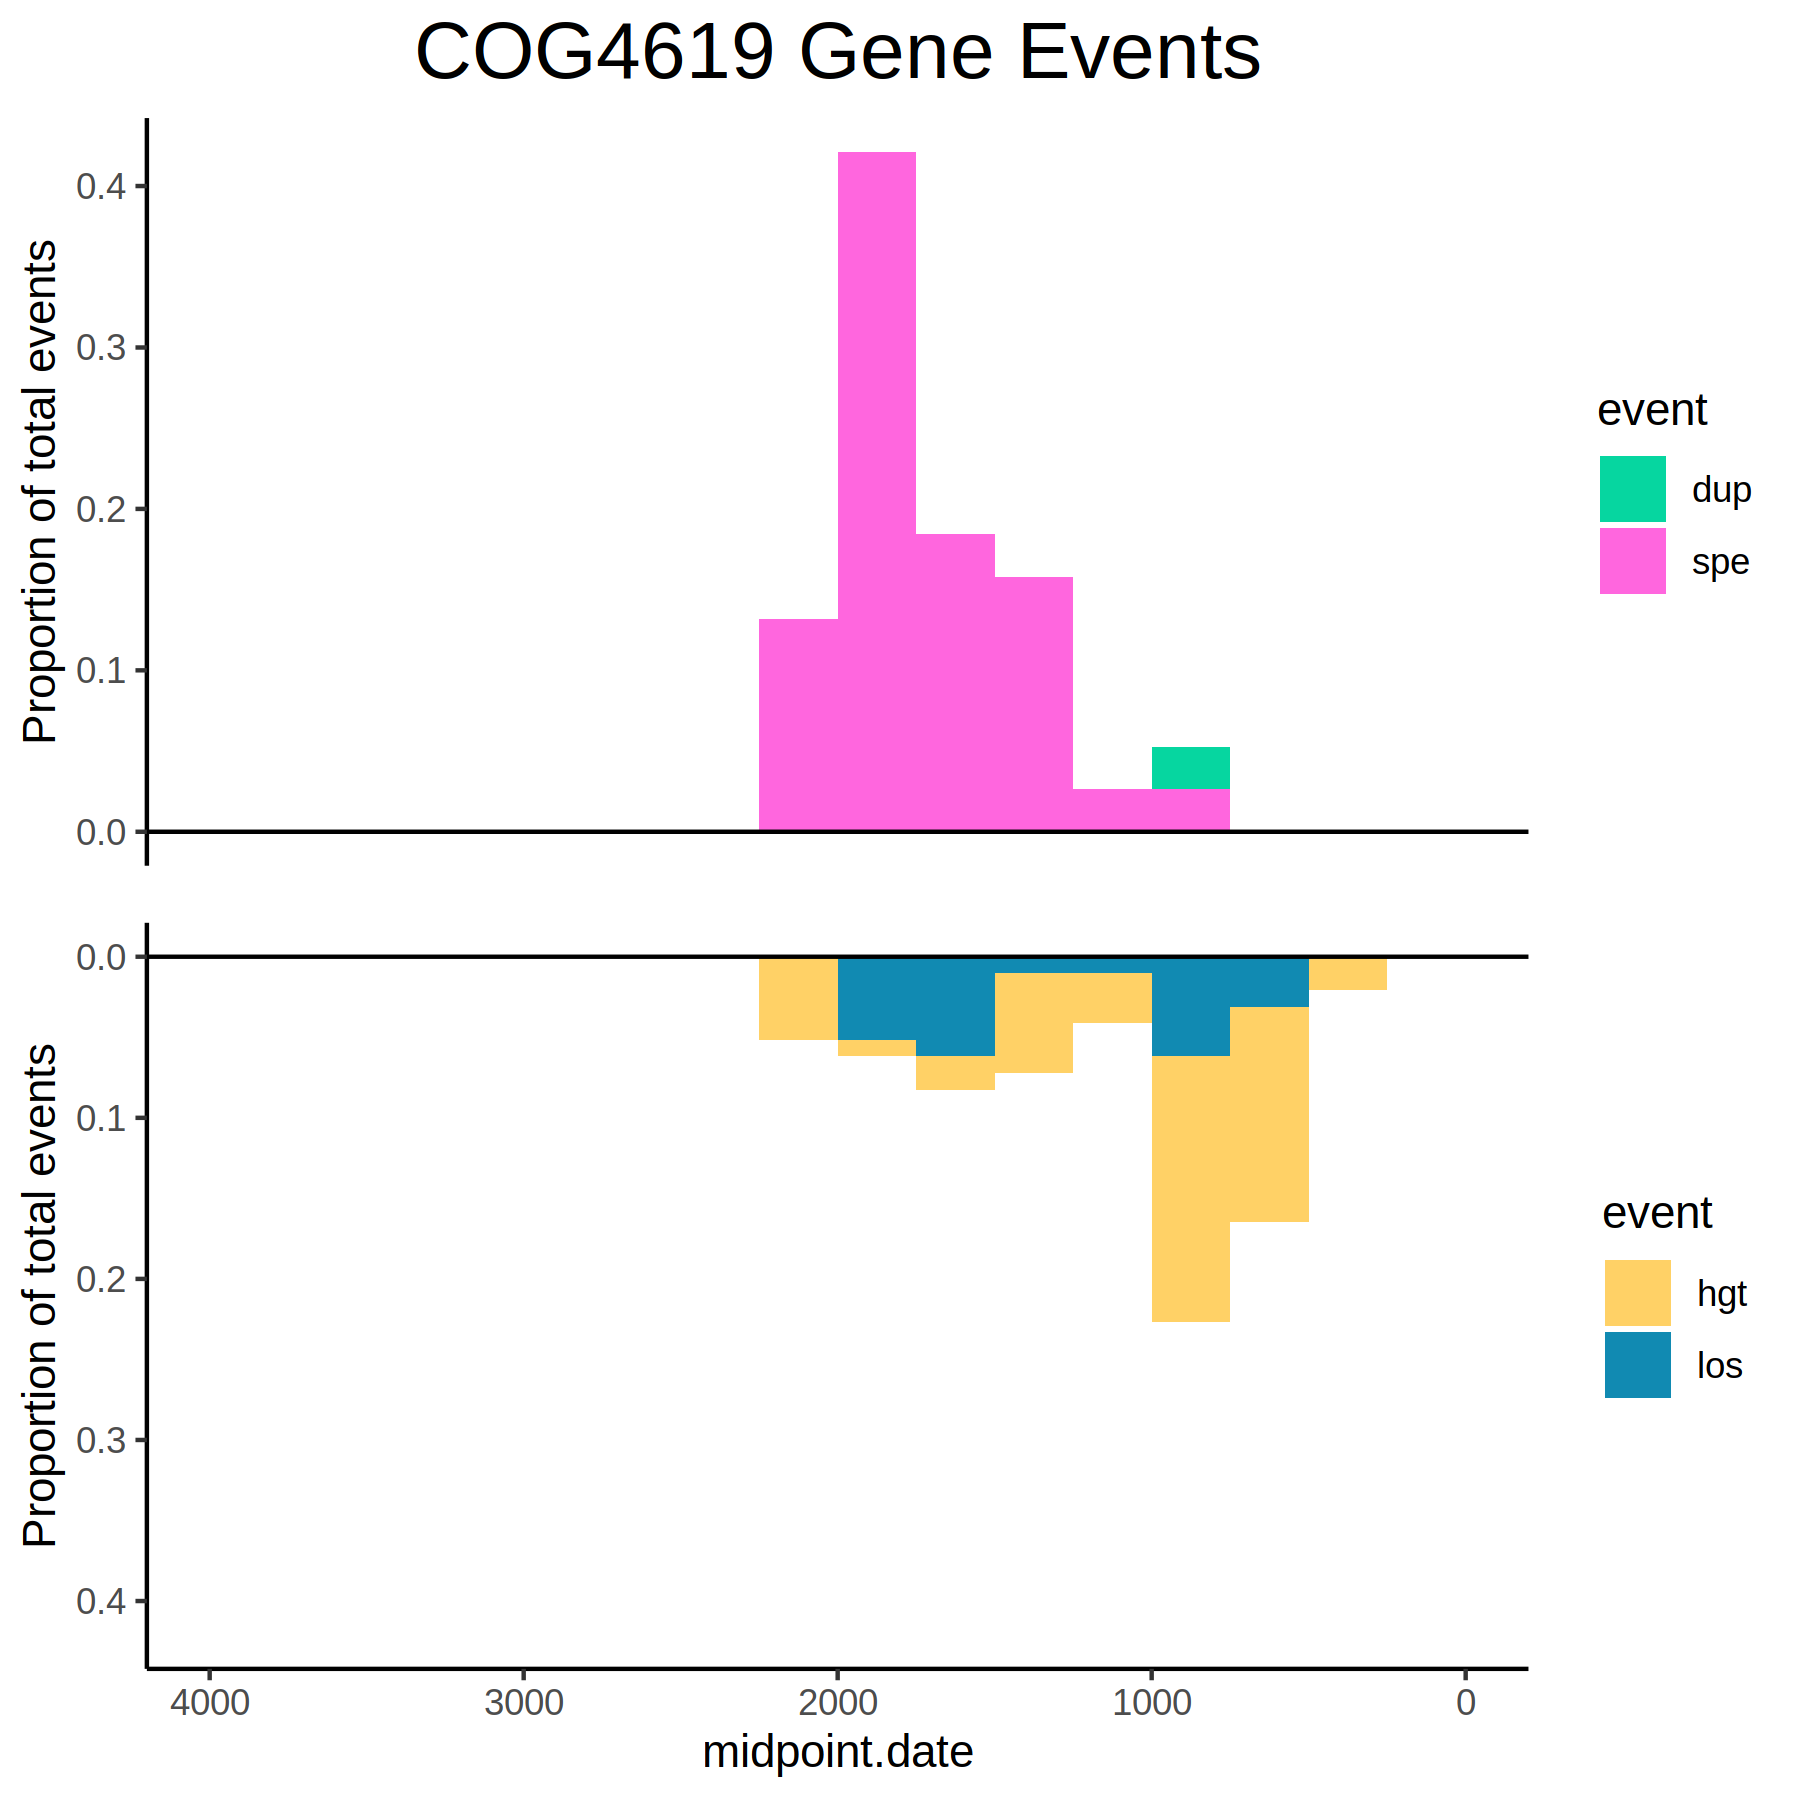 COG4619 Gene Events
Proportion of total events
0.4
0.3
0.2
0.1
0.0
event
dup
spe
Proportion of total events
0.0
0.1
0.2
0.3
0.4
event
hgt
los
4000 3000 2000 1000 0
midpoint.date